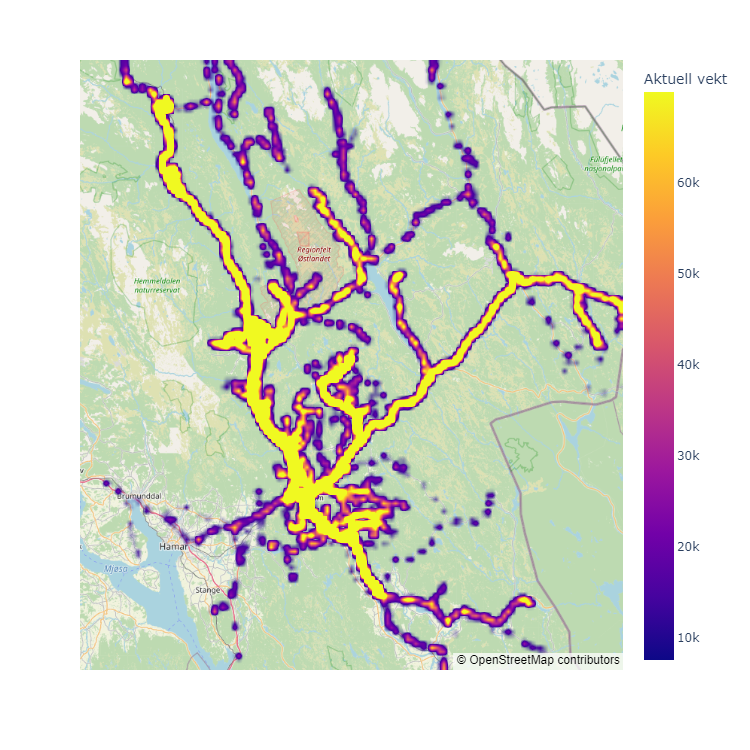 Aktuell vekt
60k
50k
40k
30k
20k
10k
Fulufjellet
nasjonalpa
Regionfelt
Østlandet
Hemmeldalen
naturreservat
Brumunddal
Hamar
Mjøsa
Stange
© OpenStreetMap contributors